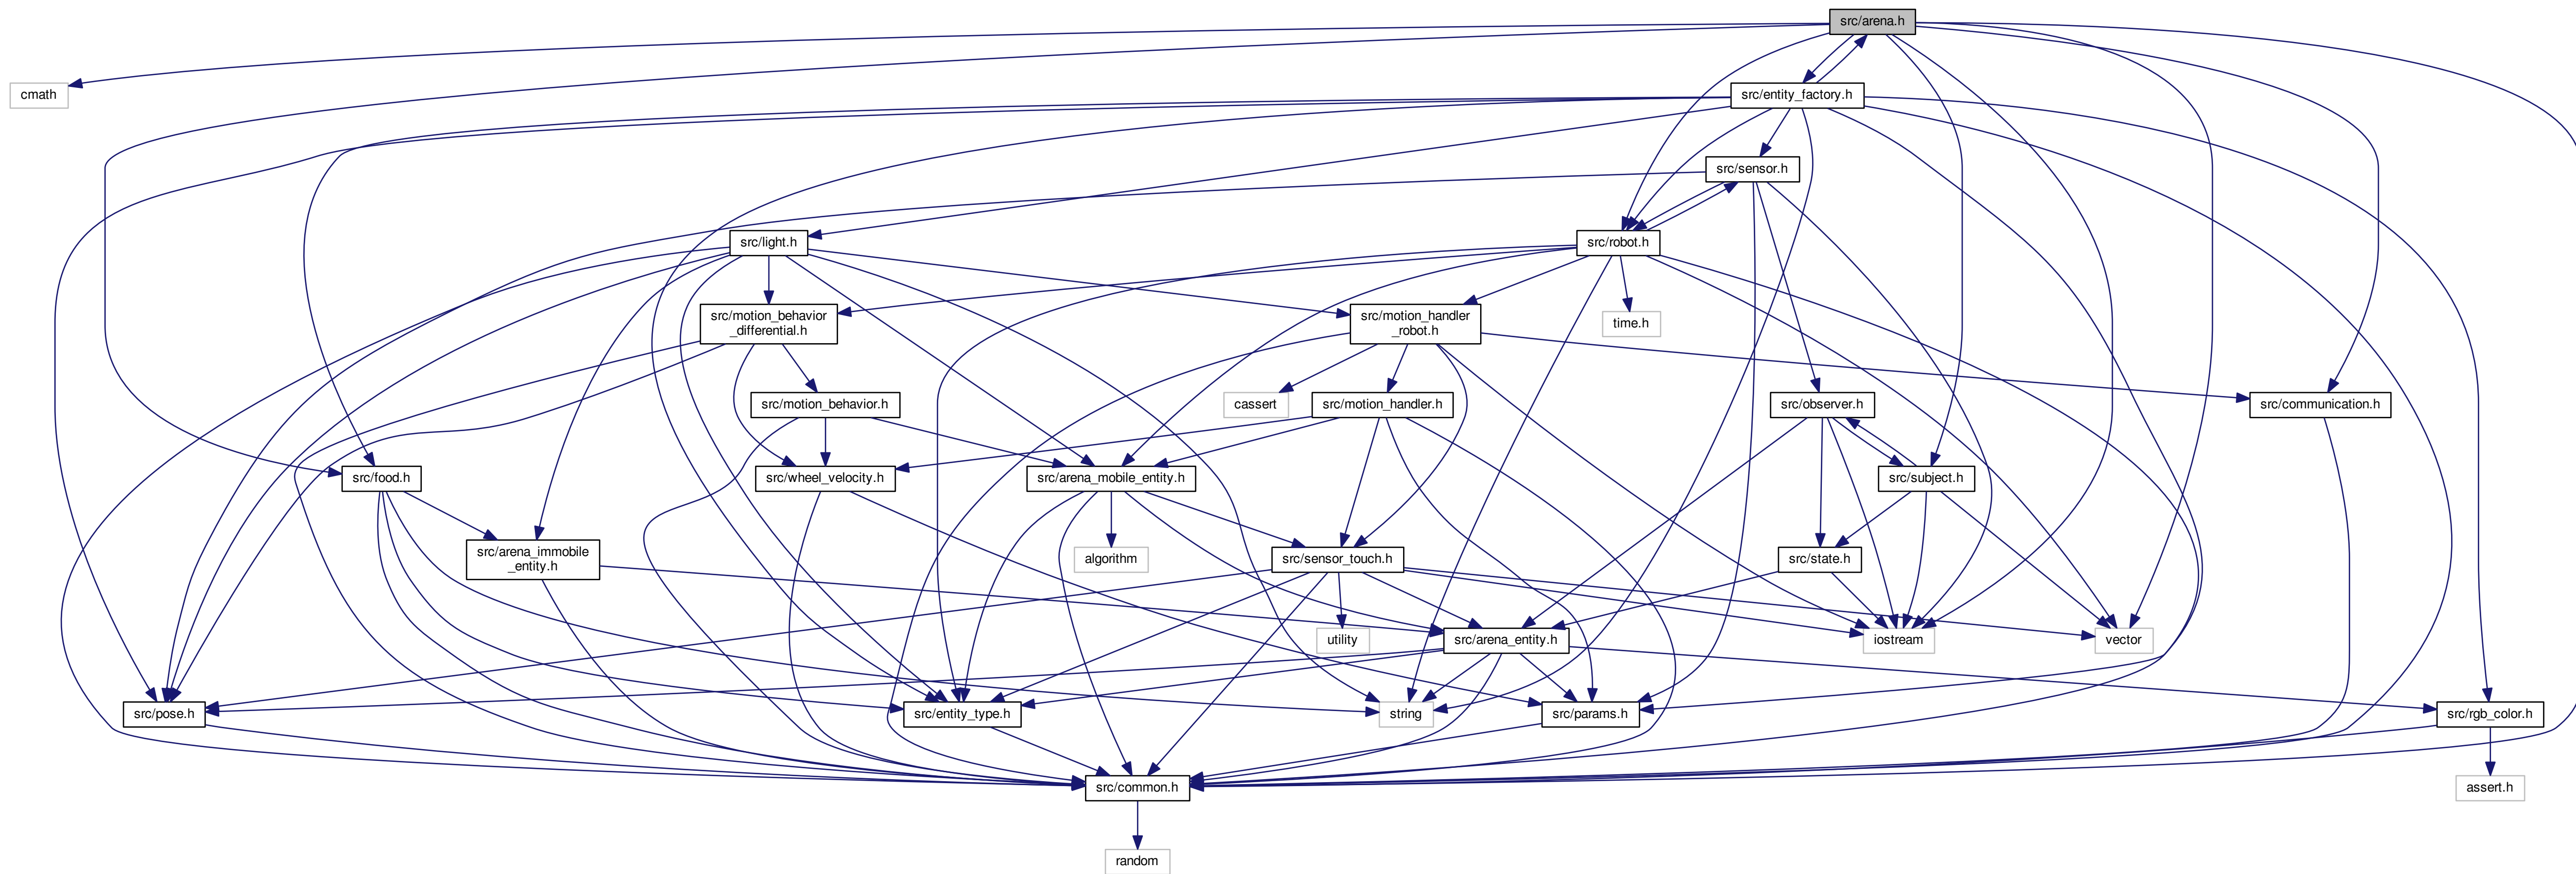 src/arena.h
cmath
src/entity_factory.h
src/sensor.h
src/light.h
src/robot.h
src/motion_behavior
_differential.h
src/motion_handler
_robot.h
time.h
src/motion_behavior.h
cassert
src/motion_handler.h
src/observer.h
src/communication.h
src/food.h
src/wheel_velocity.h
src/arena_mobile_entity.h
src/subject.h
src/arena_immobile
_entity.h
algorithm
src/sensor_touch.h
src/state.h
utility
src/arena_entity.h
iostream
vector
src/pose.h
src/entity_type.h
string
src/params.h
src/rgb_color.h
src/common.h
assert.h
random